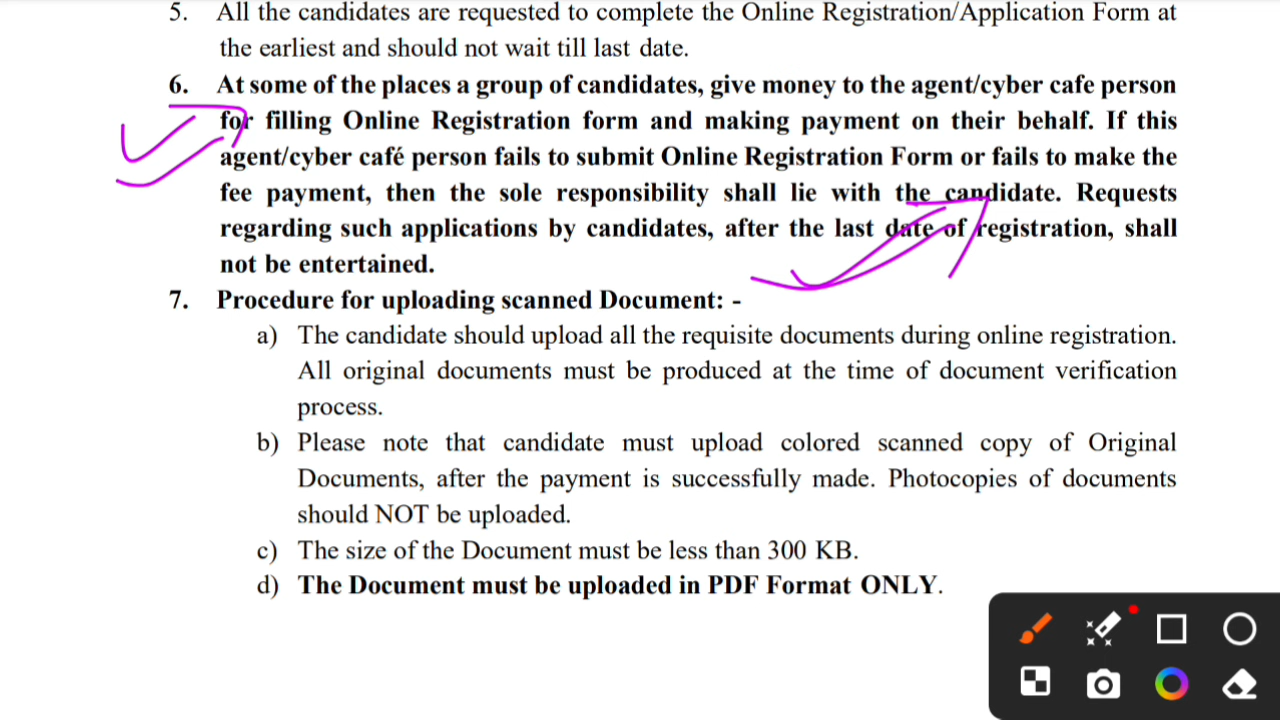 5. All the candidates are requested to complete the Online Registration/Application Form at
the earliest and should not wait till last date.
6. At some of the places a group of candidates, give money to the agent/cyber cafe person
for filling Online Registration form and making payment on their behalf. If this
agent/cyber café person fails to submit Online Registration Form or fails to make the
fee payment, then the sole responsibility shall lie with the candidate. Requests
regarding such applications by candidates, after the last date of registration, shall
not be entertained.
7. Procedure for uploading scanned Document: -
a) The candidate should upload all the requisite documents during online registration.
All original documents must be produced at the time of document verification
process.
b) Please note that candidate must upload colored scanned copy of Original
Documents, after the payment is successfully made. Photocopies of documents
should NOT be uploaded.
c) The size of the Document must be less than 300 KB.
d) The Document must be uploaded in PDF Format ONLY.